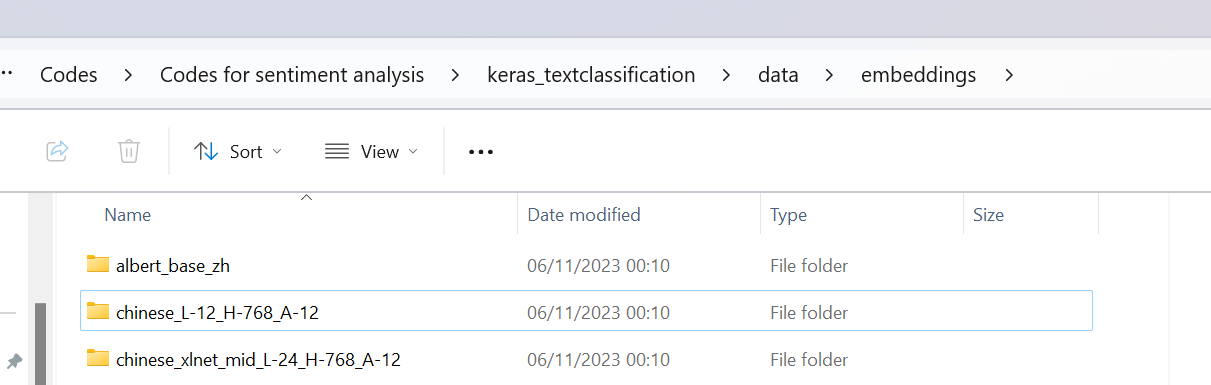 ·· Codes > Codes for sentiment analysis > keras_textclassification > data > embeddings >
Sort View ···
Name Date modified Type Size
albert_base_zh 06/11/2023 00:10 File folder
chinese_L-12_H-768_A-12 06/11/2023 00:10 File folder
chinese_xlnet_mid_L-24_H-768_A-12 06/11/2023 00:10 File folder